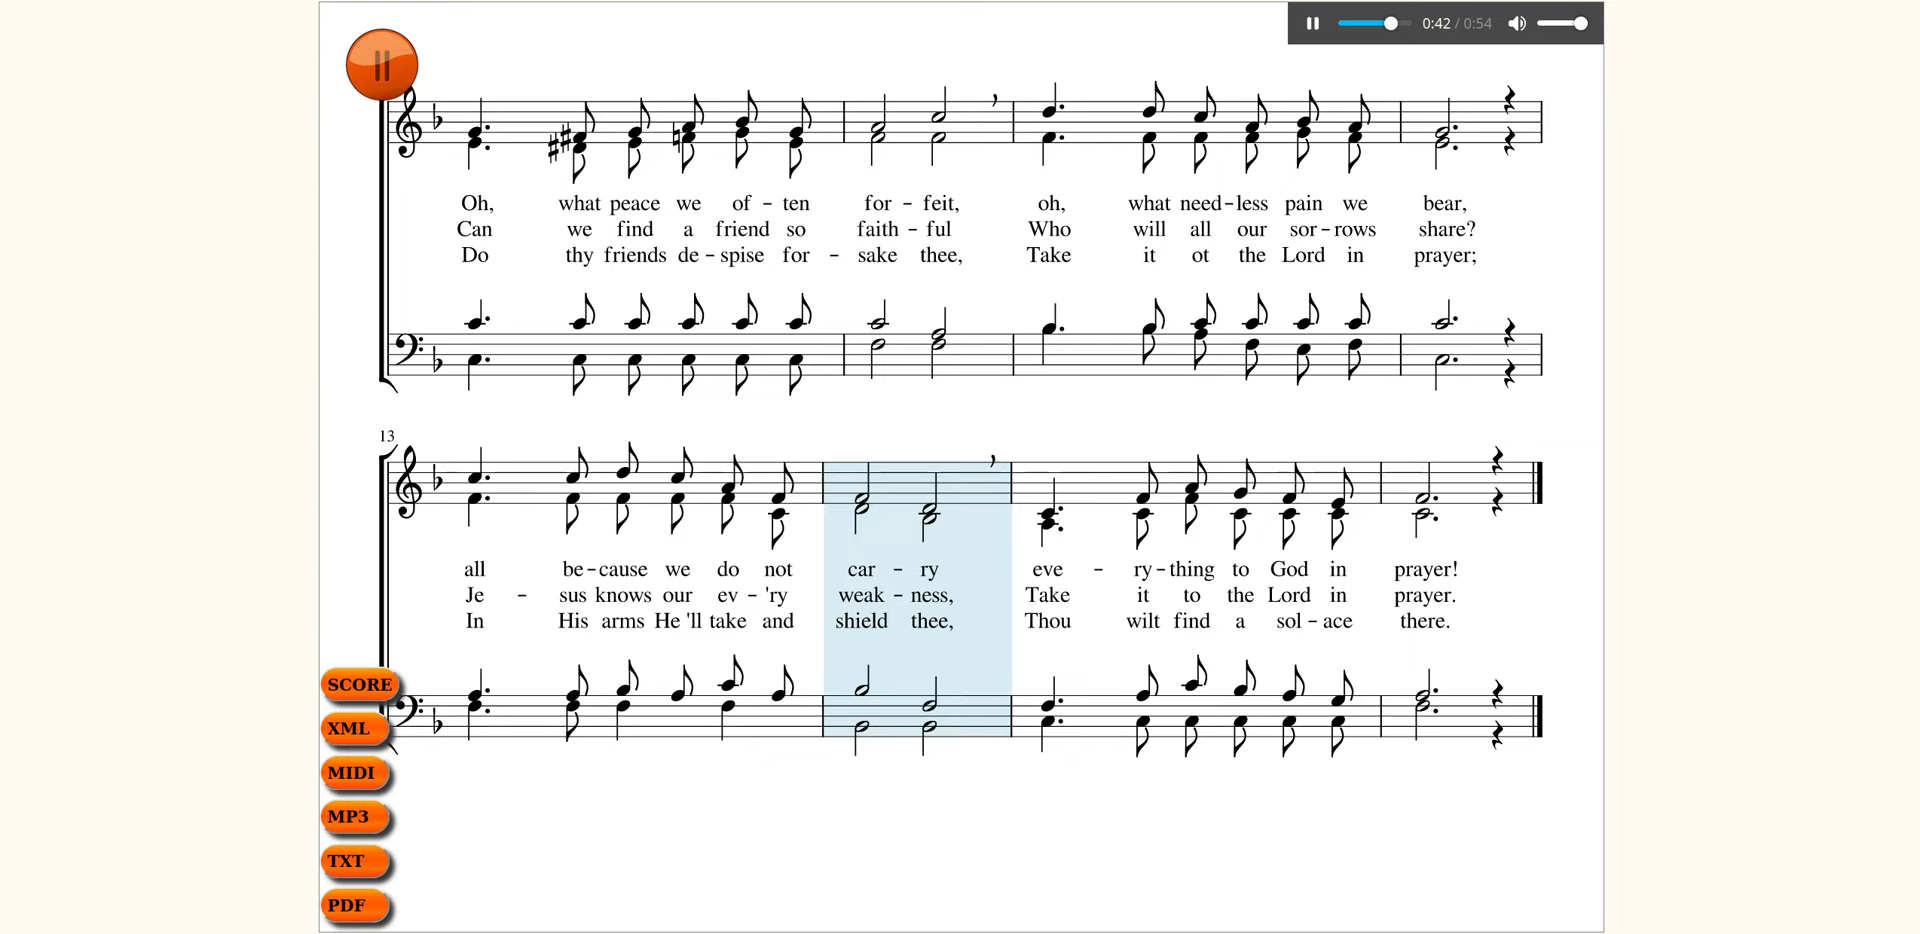 0:42 / 0:54
Oh, what peace we of - ten for - feit, oh, what need - less pain we bear,
Can we find a friend so faith - ful Who will all our sor - rows share?
Do thy friends de - spise for - sake thee, Take it ot the Lord in prayer;
13
all be - cause we do not car - ry eve - ry - thing to God in prayer!
Je - sus knows our ev - 'ry weak - ness, Take it to the Lord in prayer.
In His arms He 'll take and shield thee, Thou wilt find a sol - ace there.
SCORE
XML
MIDI
MP3
TXT
PDF